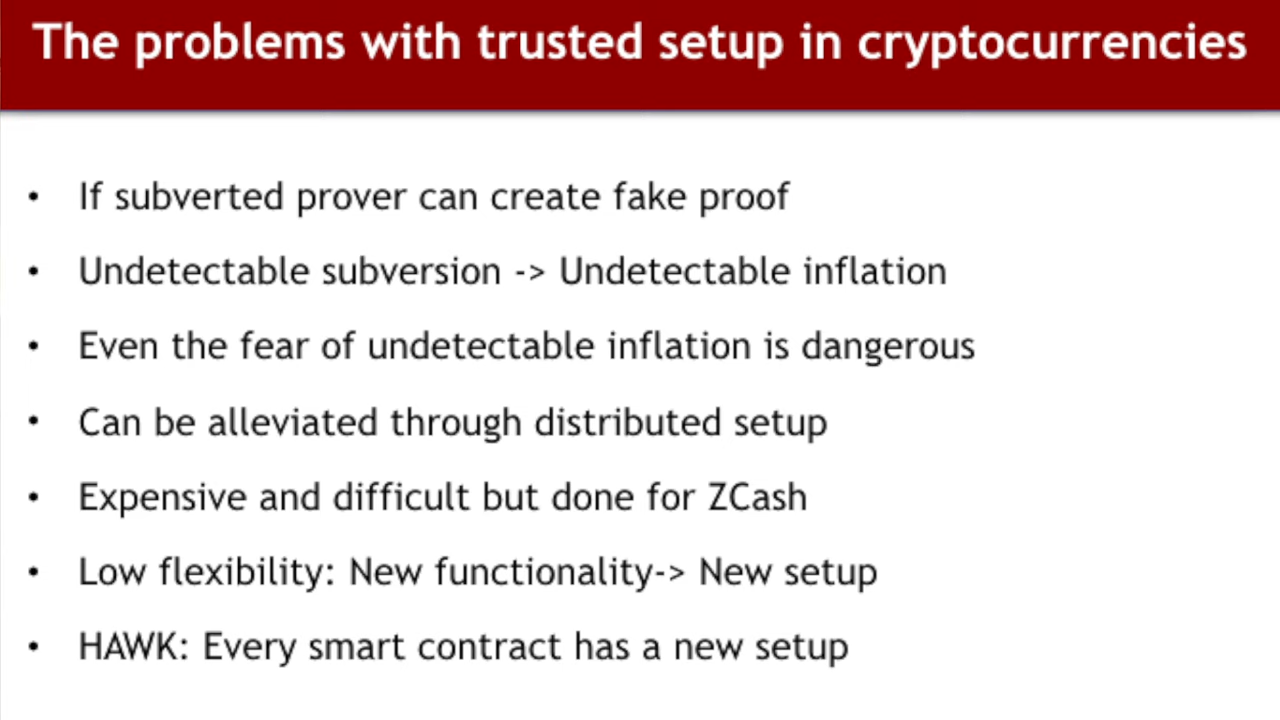 The problems with trusted setup in cryptocurrencies
• If subverted prover can create fake proof
• Undetectable subversion -> Undetectable inflation
• Even the fear of undetectable inflation is dangerous
• Can be alleviated through distributed setup
• Expensive and difficult but done for ZCash
• Low flexibility: New functionality-> New setup
• HAWK: Every smart contract has a new setup